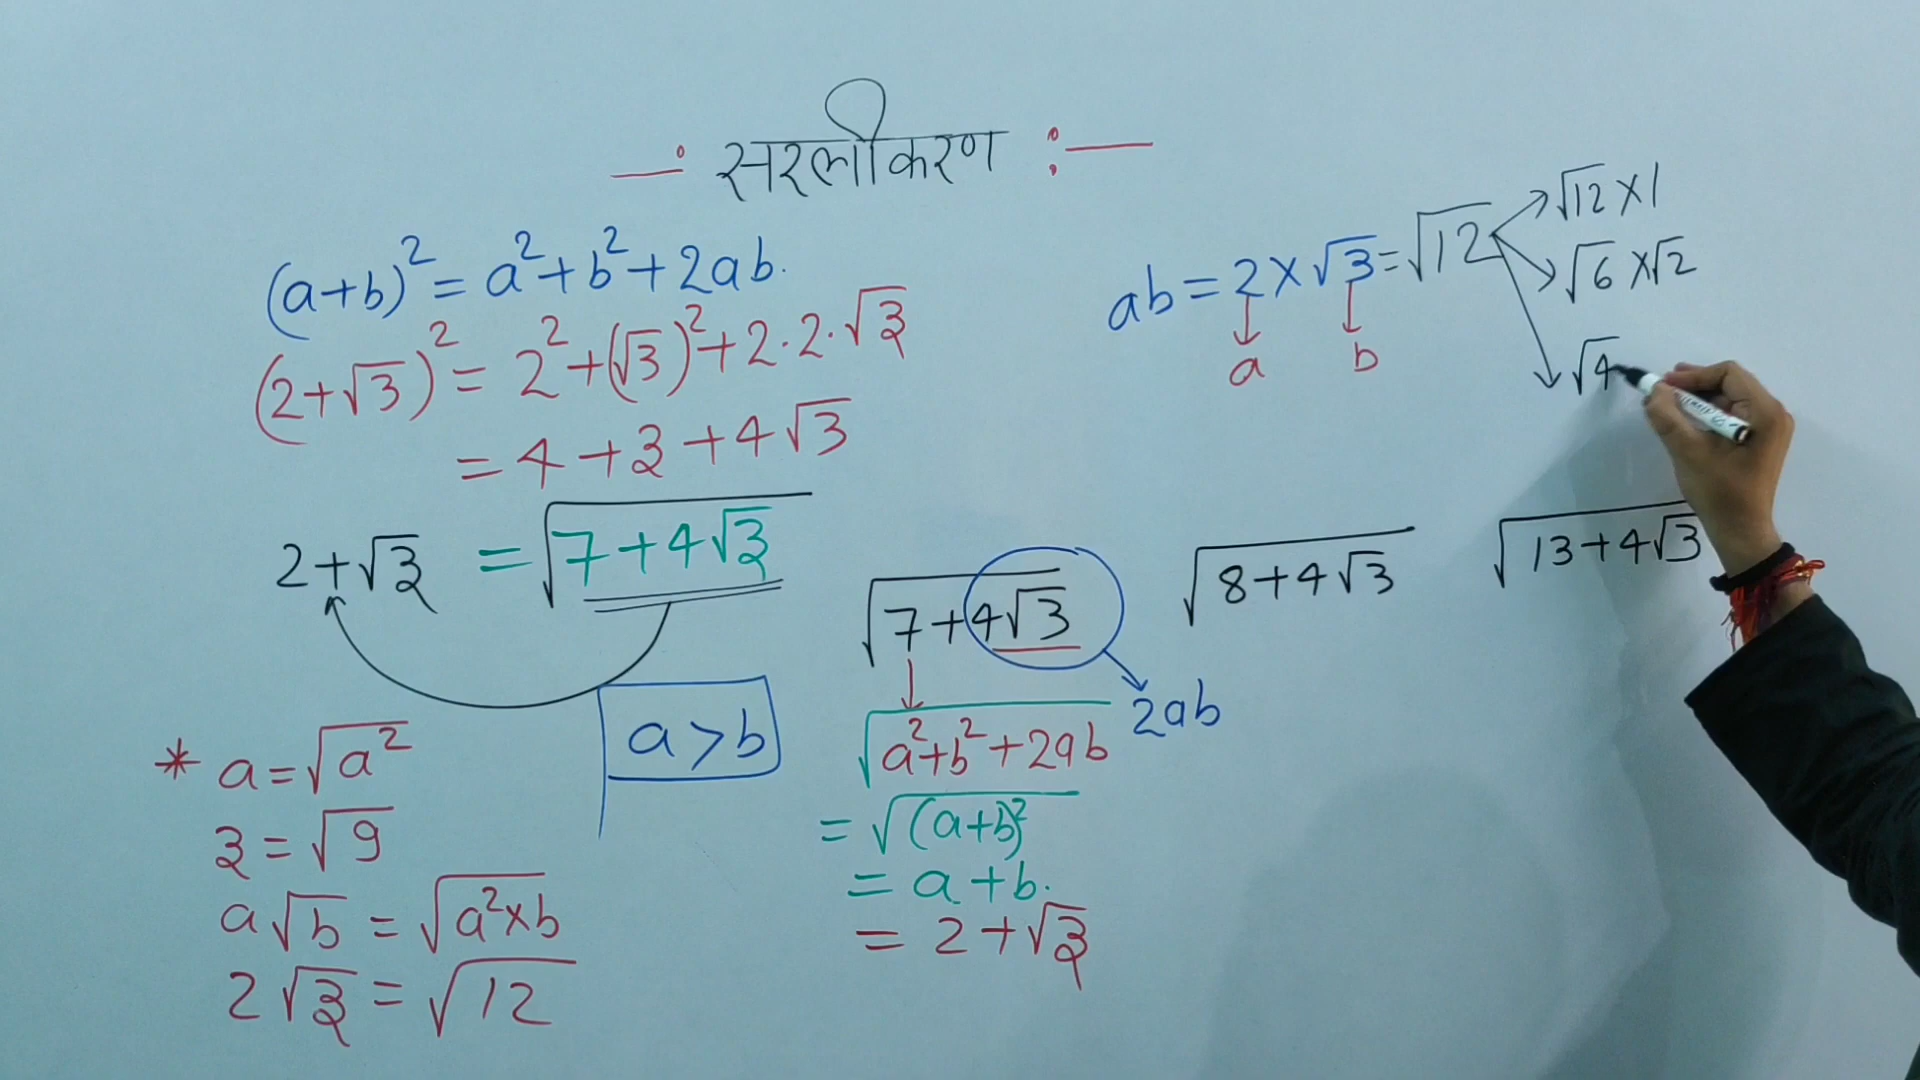 —: सरलीकरण :—
(a+b)² = a²+b²+2ab.
(2+√3)² = 2²+(√3)²+2·2·√3
= 4+3+4√3
2+√3 = √(7+4√3)
* a=√a²
3=√9
a√b = √(a²×b)
2√3 = √12
a>b
√(7+4√3)
2ab
√(a²+b²+2ab)
= √(a+b)²
= a+b.
= 2+√3
ab = 2×√3 = √12
a b
√12 ×1
√6 ×√2
√4
√(8+4√3)
√(13+4√3)